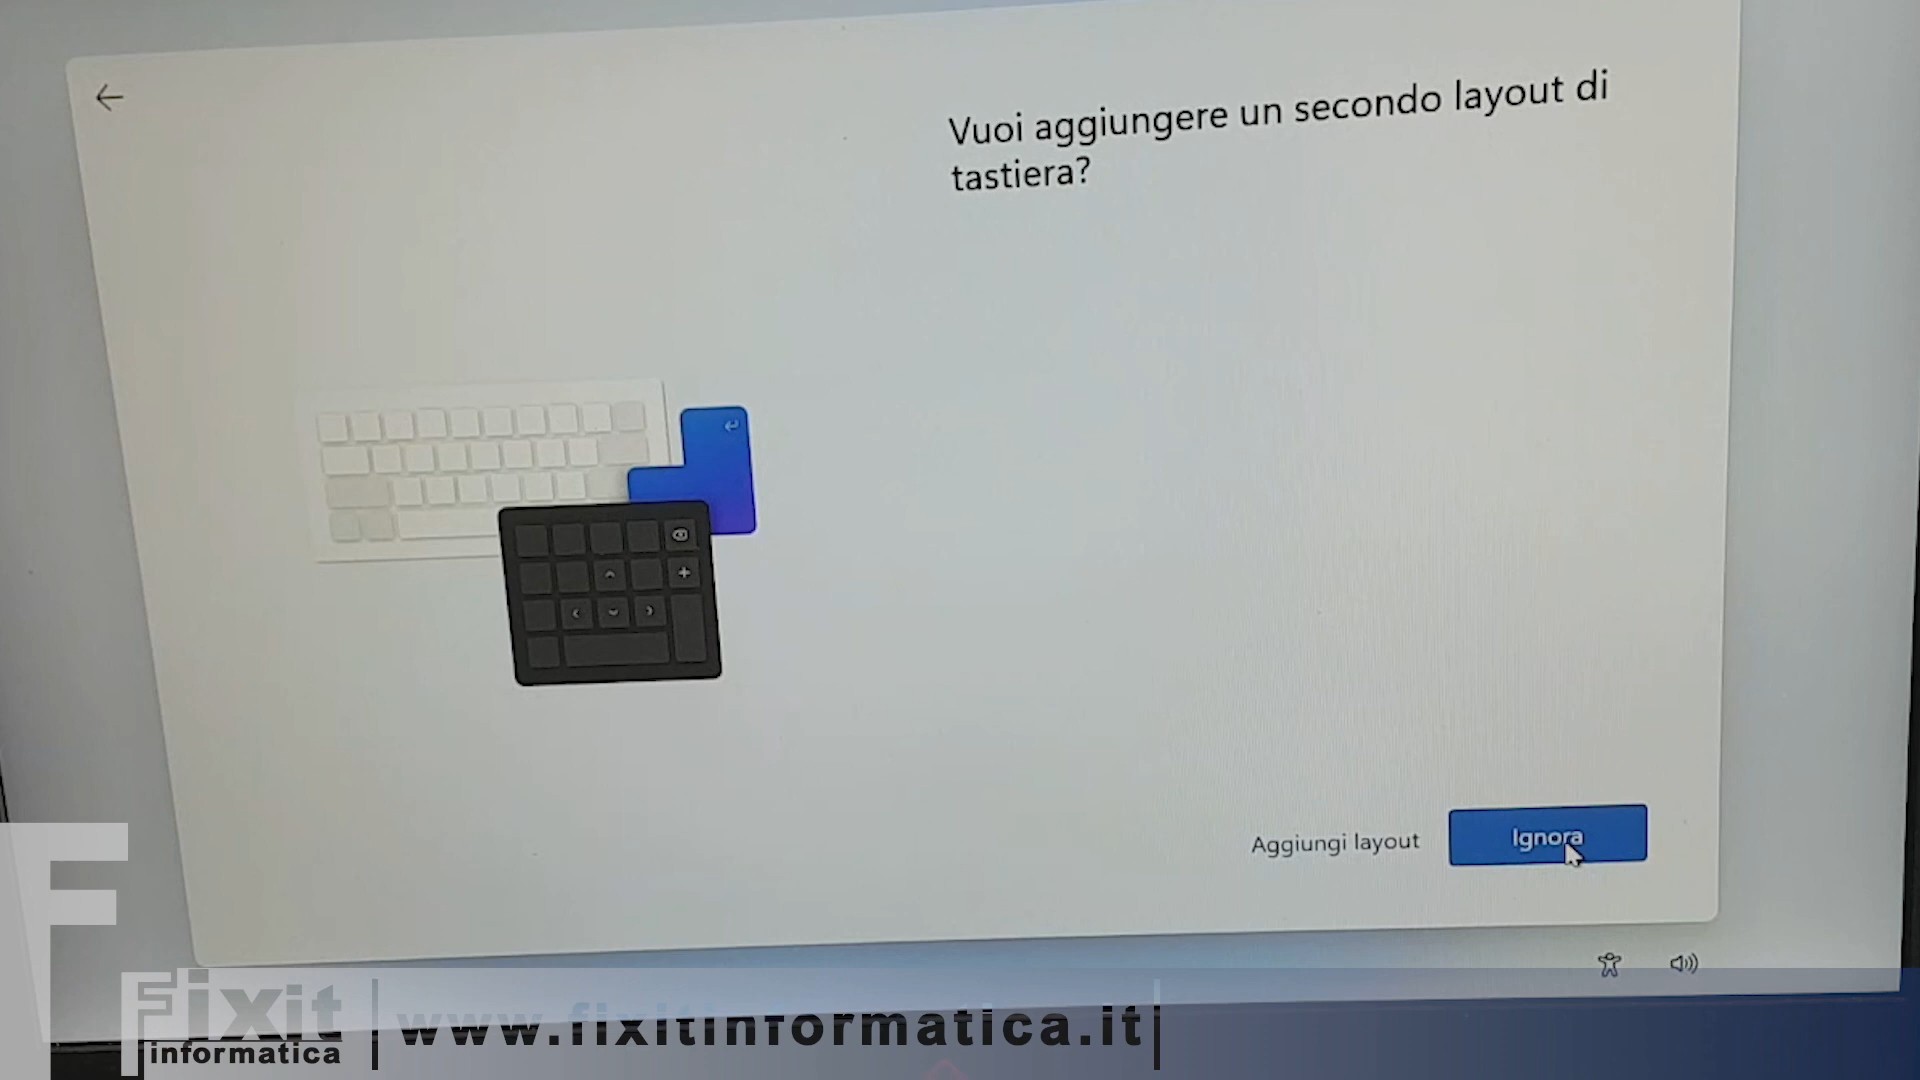 Vuoi aggiungere un secondo layout di
tastiera?
Aggiungi layout
Ignora
F
Fixit
informatica
www.fixitinformatica.it